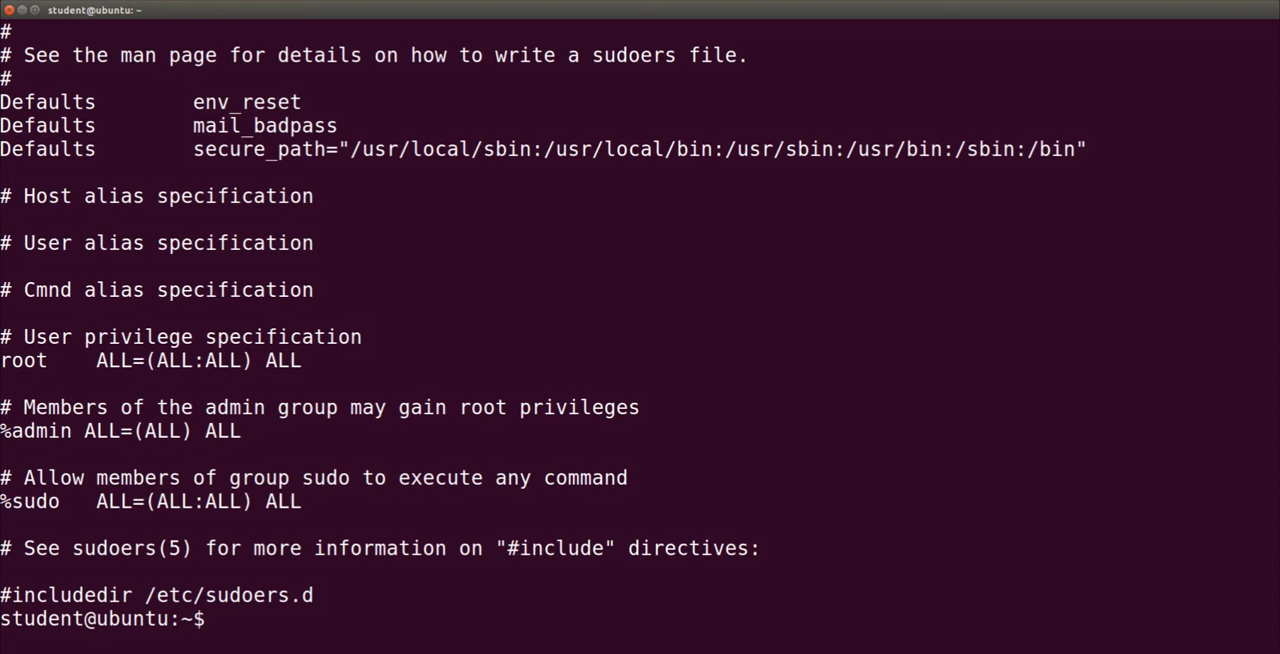 student@ubuntu: ~
#
# See the man page for details on how to write a sudoers file.
#
Defaults        env_reset
Defaults        mail_badpass
Defaults        secure_path="/usr/local/sbin:/usr/local/bin:/usr/sbin:/usr/bin:/sbin:/bin"
# Host alias specification
# User alias specification
# Cmnd alias specification
# User privilege specification
root    ALL=(ALL:ALL) ALL
# Members of the admin group may gain root privileges
%admin ALL=(ALL) ALL
# Allow members of group sudo to execute any command
%sudo   ALL=(ALL:ALL) ALL
# See sudoers(5) for more information on "#include" directives:
#includedir /etc/sudoers.d
student@ubuntu:~$